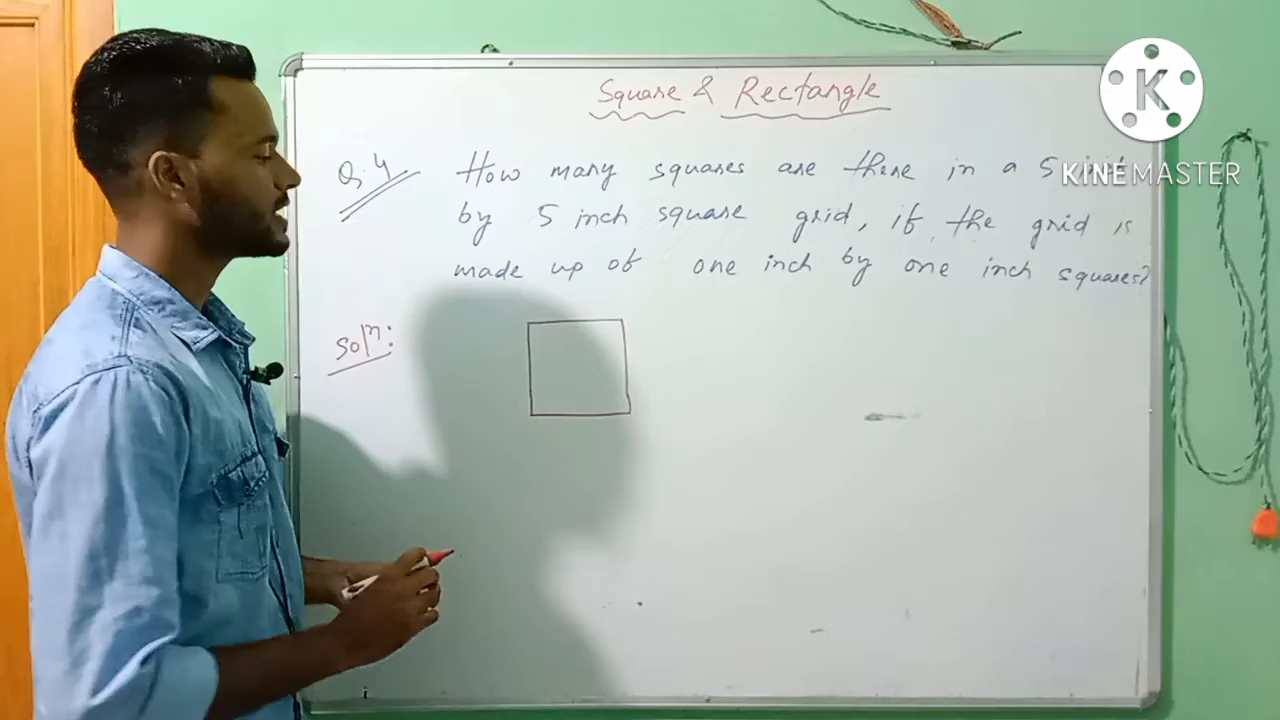 Square & Rectangle
Q.4
How many squares are there in a 5
by 5 inch square grid, if the grid is
made up of one inch by one inch squares?
Solⁿ:
K
KINEMASTER